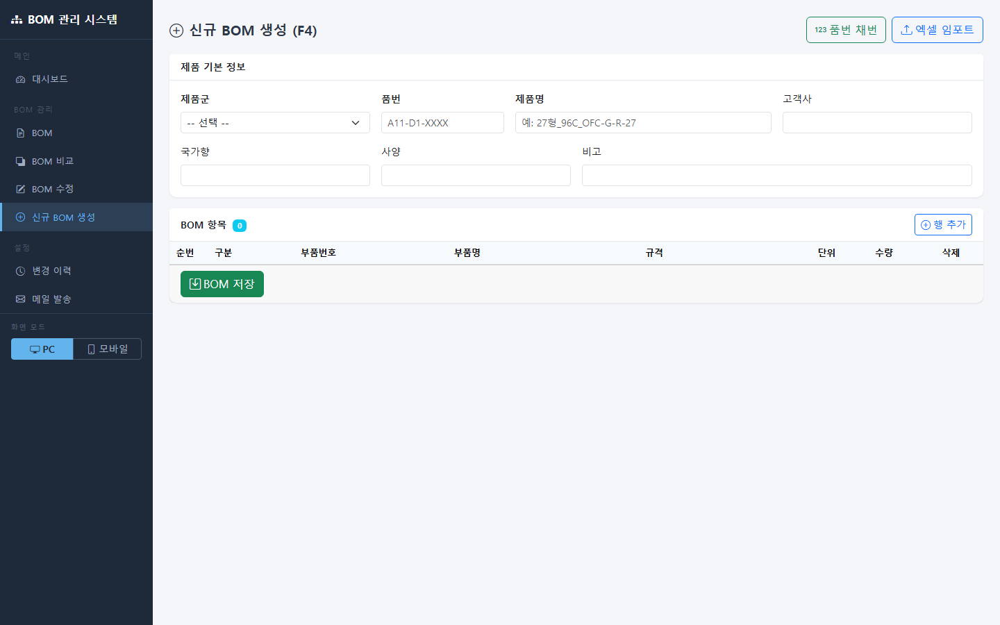 BOM 관리 시스템
메인
대시보드
BOM 관리
BOM
BOM 비교
BOM 수정
신규 BOM 생성
설정
변경 이력
메일 발송
화면 모드
PC 모바일
신규 BOM 생성 (F4)
123 품번 채번 엑셀 임포트
제품 기본 정보
제품군 품번 제품명 고객사
-- 선택 -- A11-D1-XXXX 예: 27형_96C_OFC-G-R-27
국가향 사양 비고
BOM 항목 0 행 추가
순번 구분 부품번호 부품명 규격 단위 수량 삭제
BOM 저장